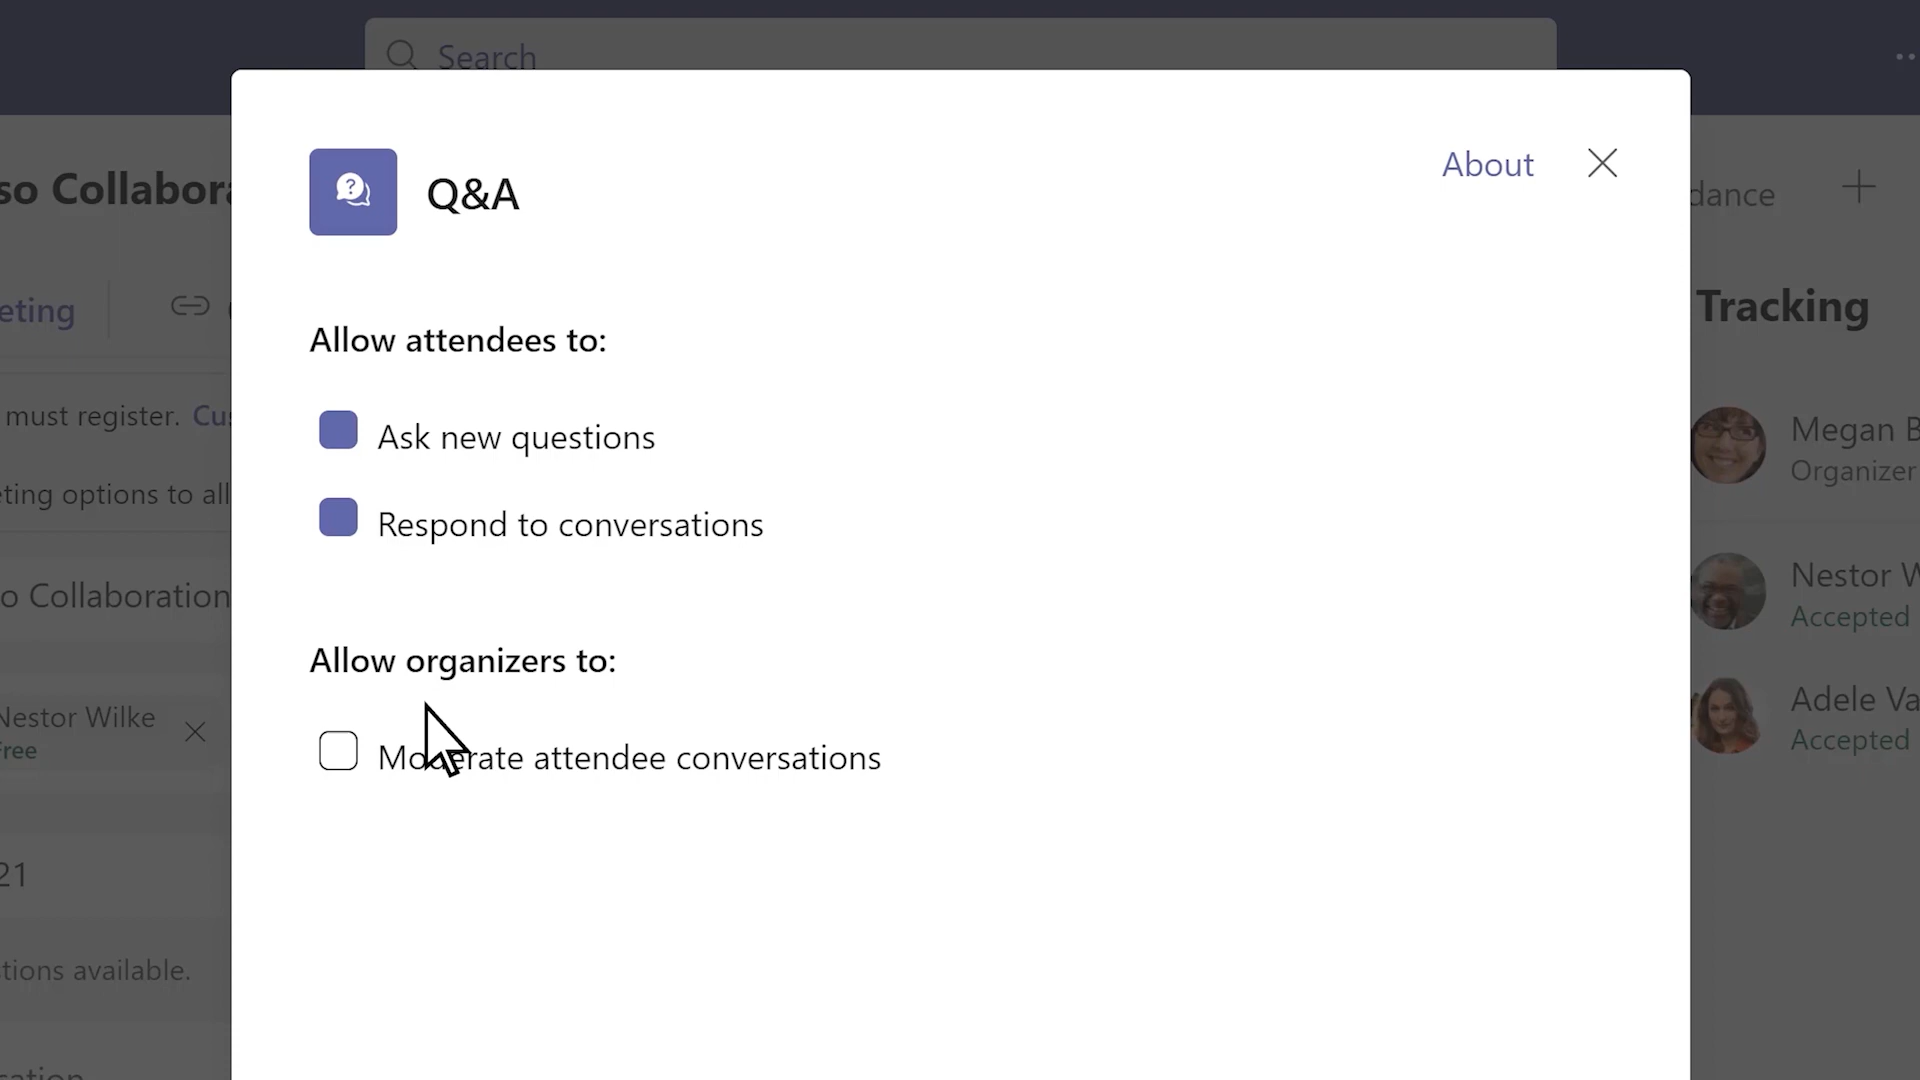 Search
so Collabora
Q&A
About
dance
eting
Tracking
Allow attendees to:
must register. Cus
Ask new questions
Megan B
Organizer
eting options to all
Respond to conversations
o Collaboration
Nestor W
Accepted
Allow organizers to:
Nestor Wilke
Free
Moderate attendee conversations
Adele Va
Accepted
21
tions available.